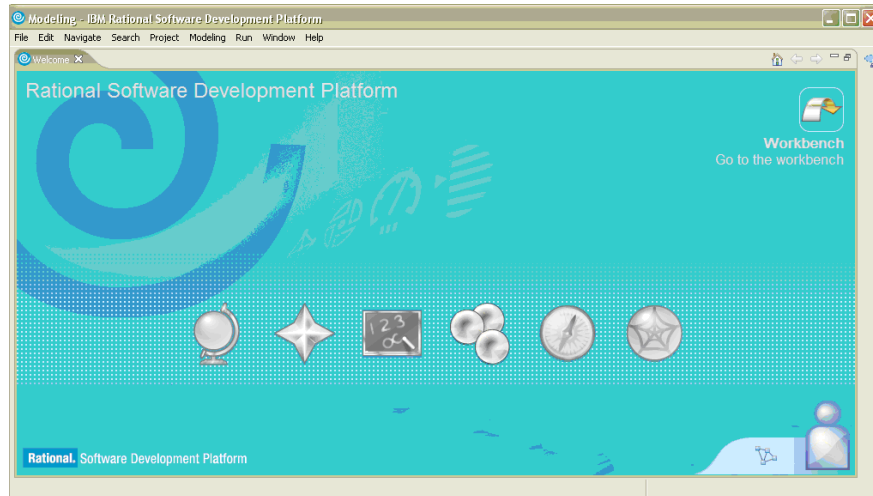 Modeling - IBM Rational Software Development Platform
File Edit Navigate Search Project Modeling Run Window Help
Welcome
Rational Software Development Platform
Workbench
Go to the workbench
123
Rational. Software Development Platform